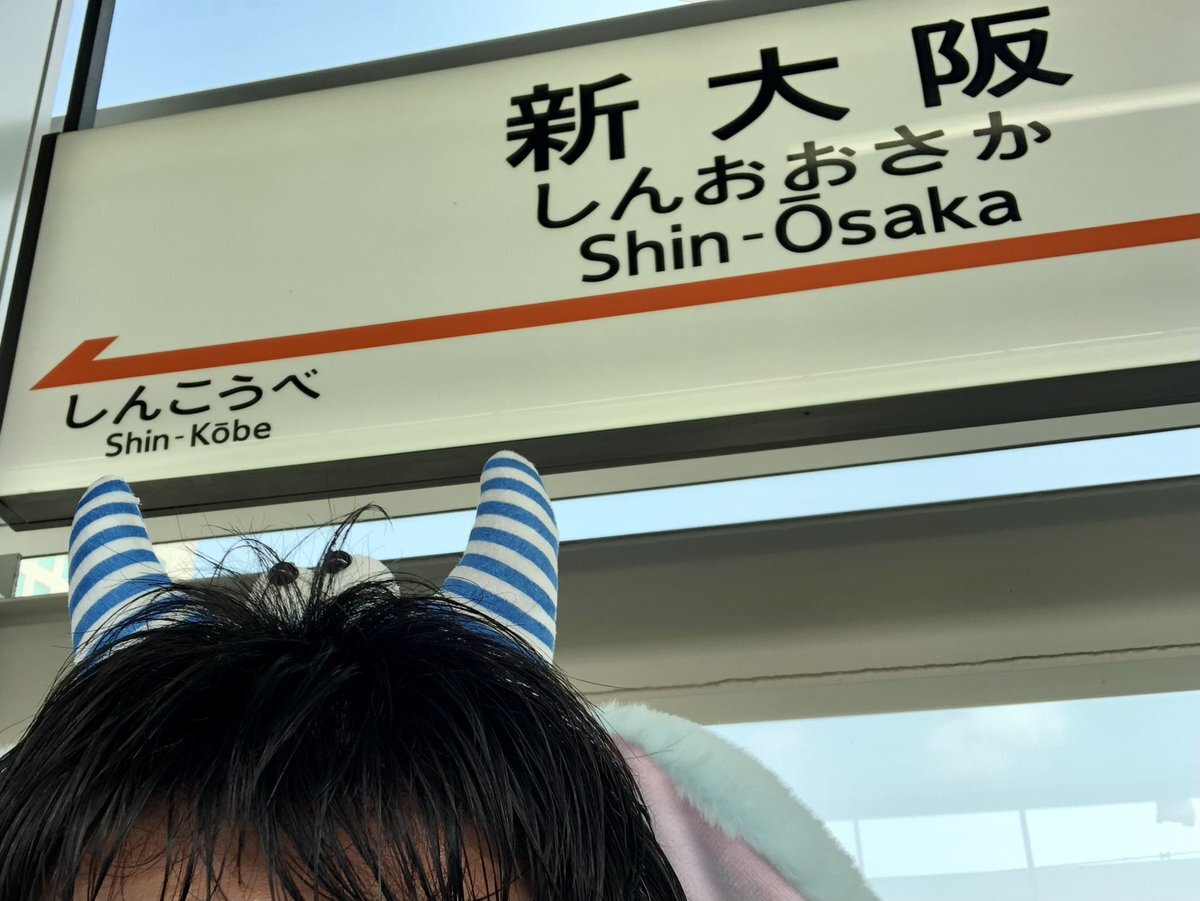 新大阪
しんおおさか
Shin-Ōsaka
しんこうべ
Shin-Kōbe